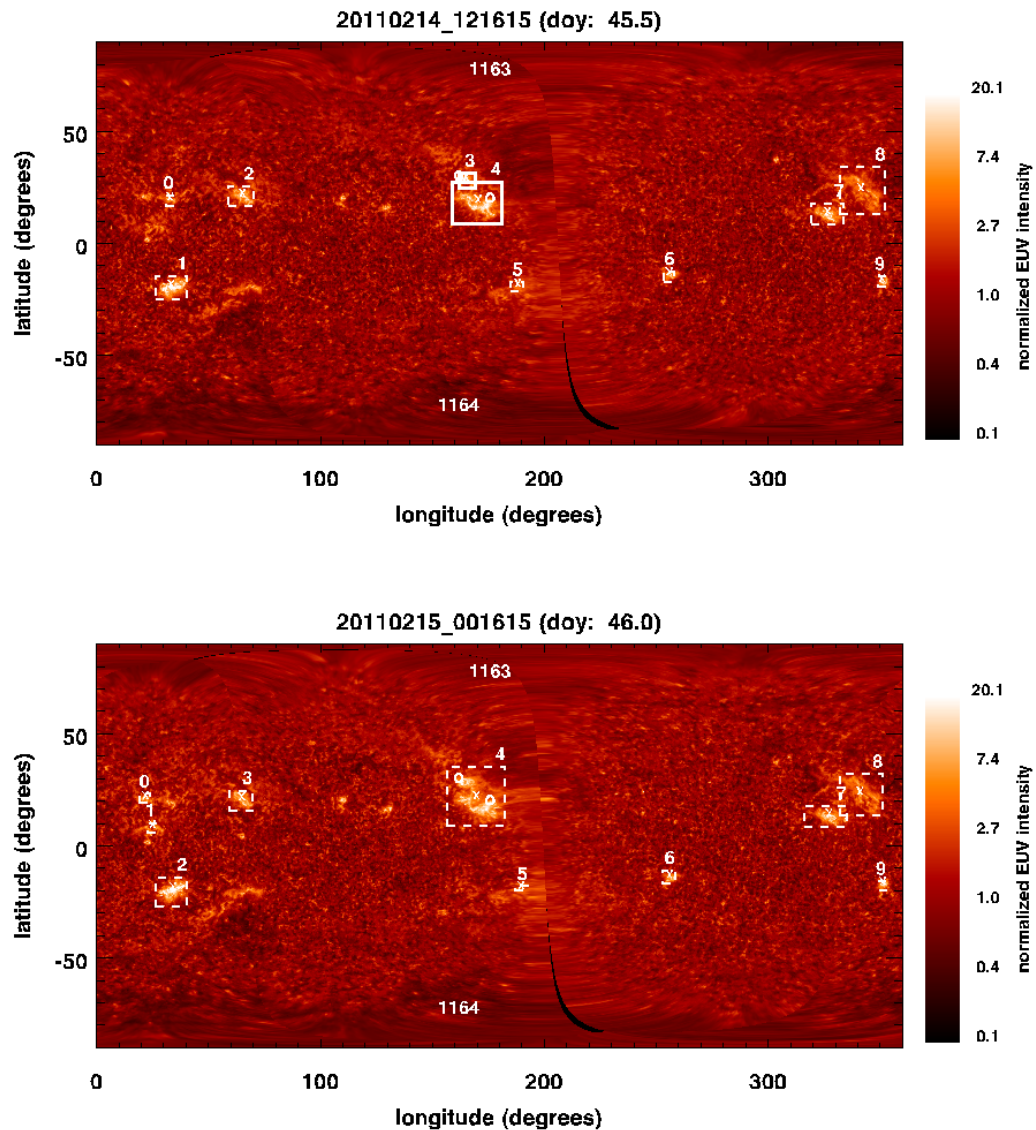 20110214_121615 (doy: 45.5)
1163
50
0
-50
latitude (degrees)
0 2 3 4 0 0
1 5 6 7 8 9
1164
0 100 200 300
longitude (degrees)
20.1
7.4
2.7
1.0
0.4
0.1
normalized EUV intensity
20110215_001615 (doy: 46.0)
1163
50
0
-50
latitude (degrees)
0 1 3 4 0 0
2 5 6 7 8 9
1164
0 100 200 300
longitude (degrees)
20.1
7.4
2.7
1.0
0.4
0.1
normalized EUV intensity